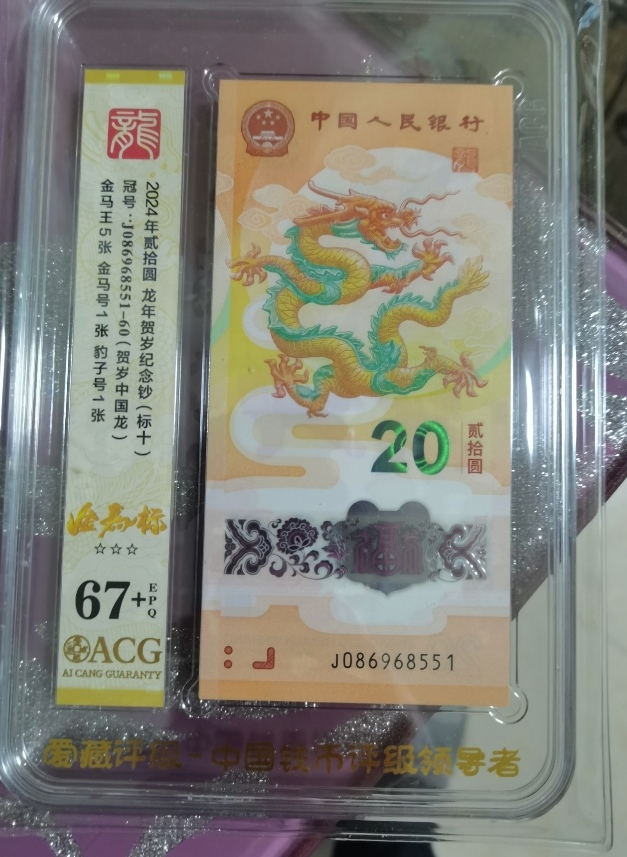 龍
2024年贰拾圆 龙年贺岁纪念钞(标十)
冠号:J086968551-60(贺岁中国龙)
金马王5张 金马号1张 豹子号1张
金马标
67+EPQ
ACG
AI CANG GUARANTY
中国人民银行
20
贰拾圆
J086968551
爱藏评级-中国钱币评级领导者